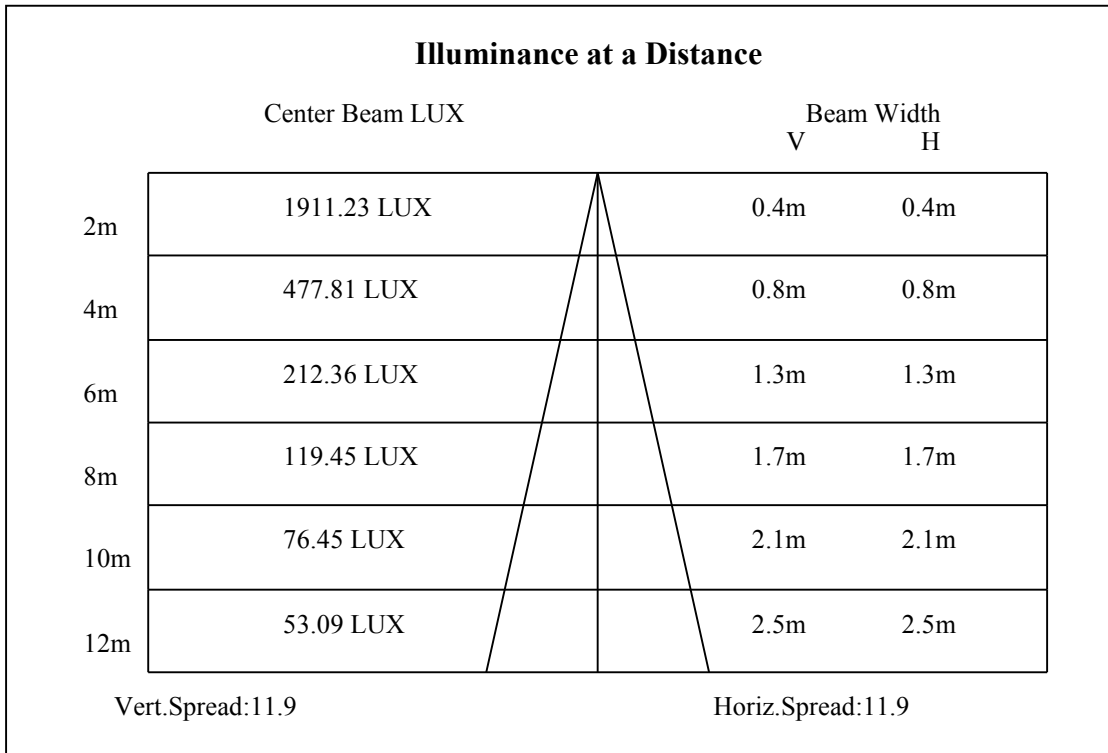 Illuminance at a Distance
Center Beam LUX Beam Width
V H
2m 1911.23 LUX 0.4m 0.4m
4m 477.81 LUX 0.8m 0.8m
6m 212.36 LUX 1.3m 1.3m
8m 119.45 LUX 1.7m 1.7m
10m 76.45 LUX 2.1m 2.1m
12m 53.09 LUX 2.5m 2.5m
Vert.Spread:11.9 Horiz.Spread:11.9